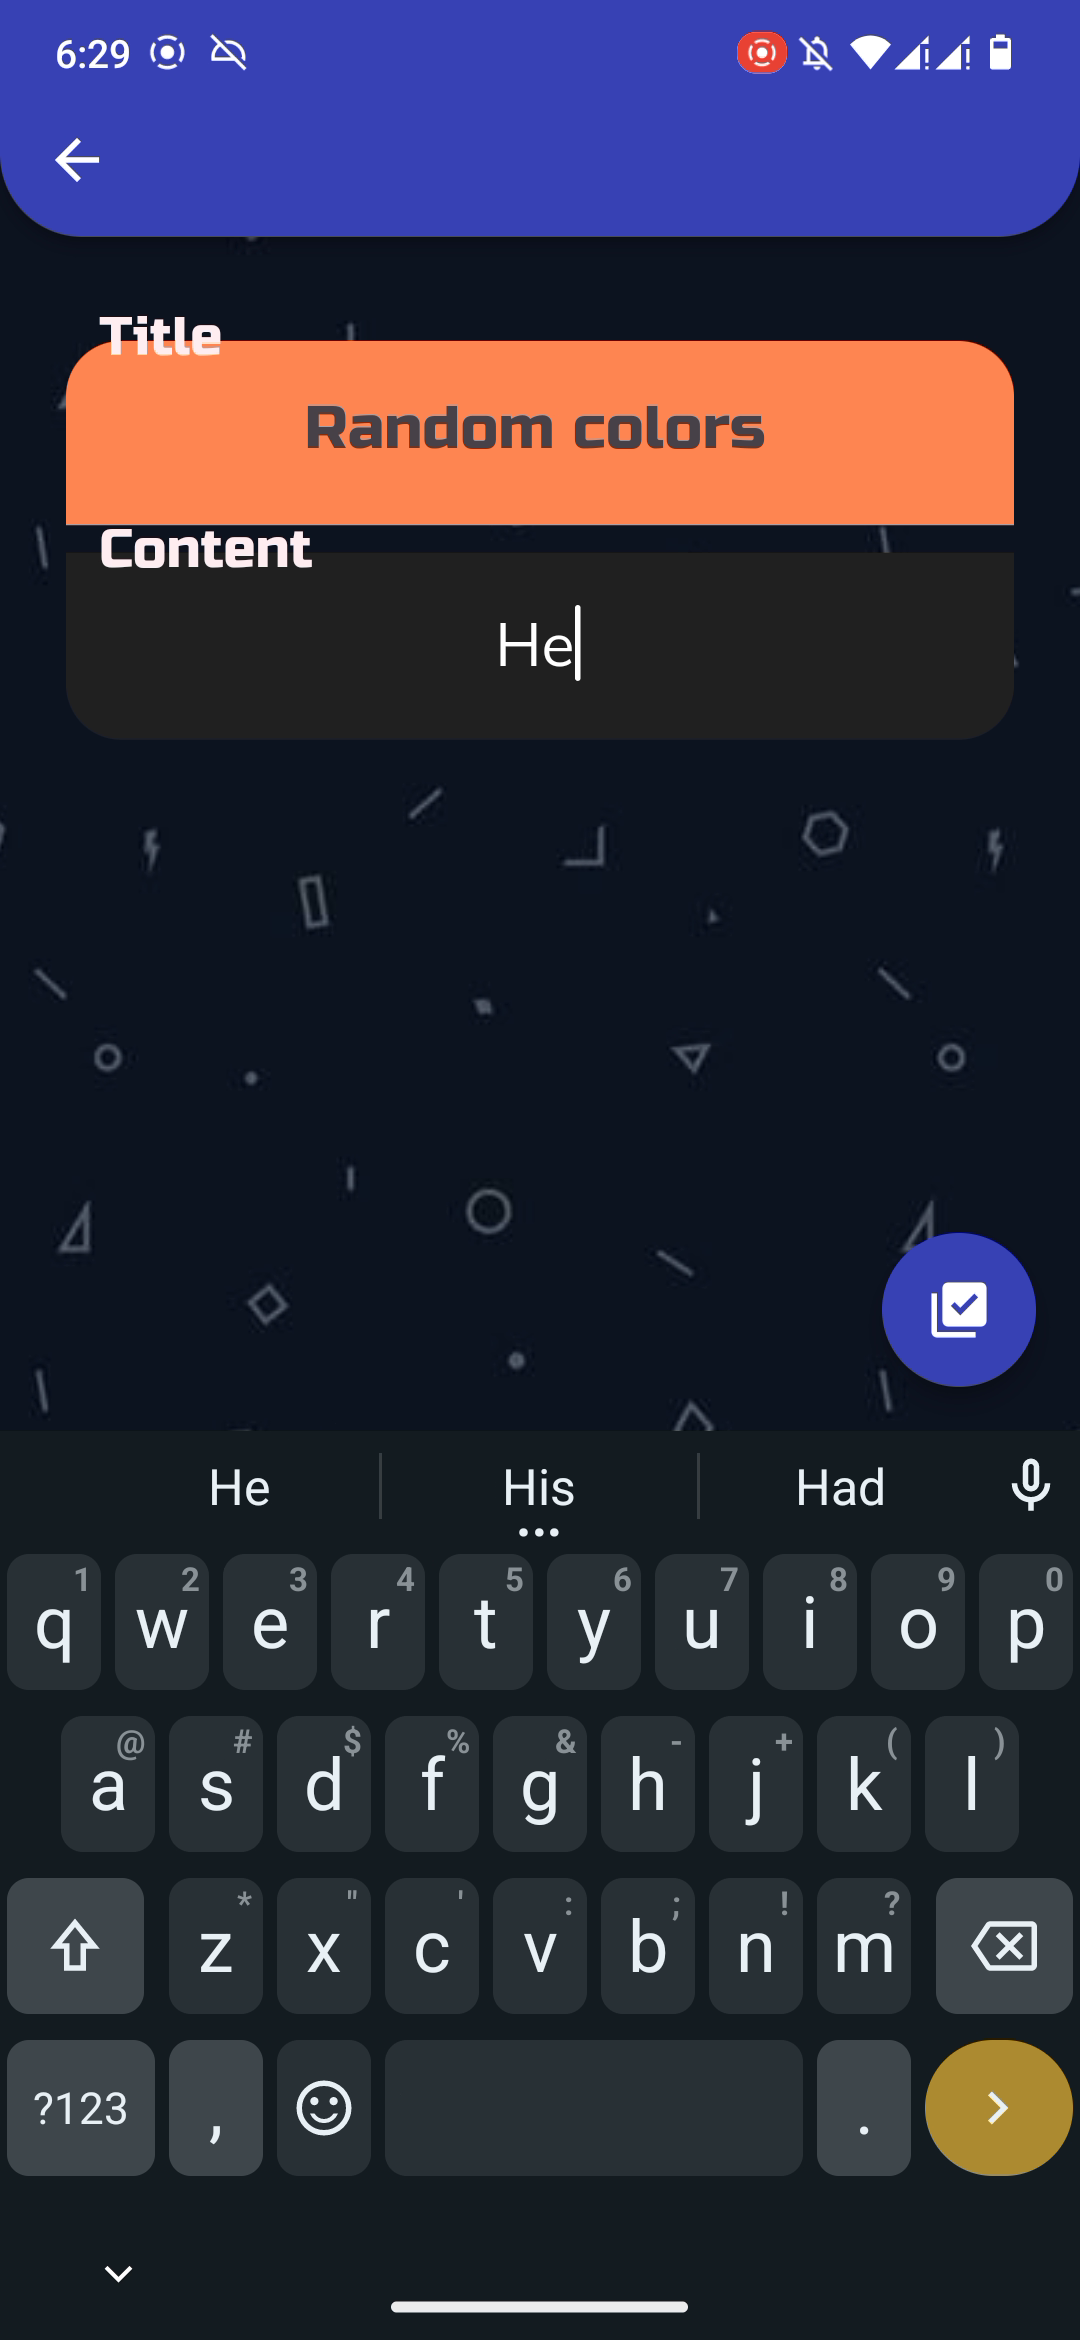 6:29
Title
Random colors
Content
He
He His Had
1 2 3 4 5 6 7 8 9 0
q w e r t y u i o p
@ # $ % & - + ( )
a s d f g h j k l
* " ' : ; ! ?
z x c v b n m
?123 , .